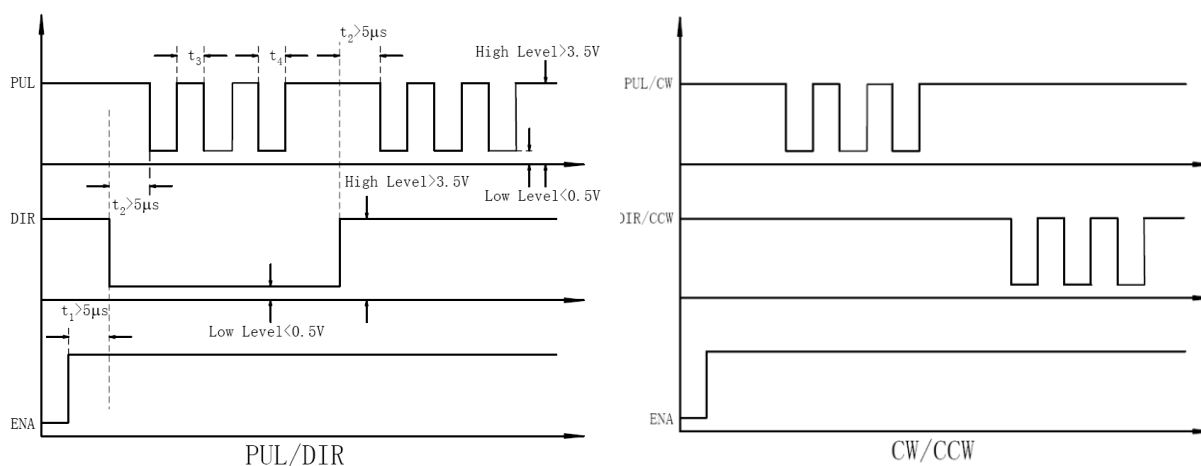 t₂>5μs
High Level>3.5V
t₃
t₄
PUL
High Level>3.5V
Low Level<0.5V
t₂>5μs
DIR
t₁>5μs
Low Level<0.5V
ENA
PUL/DIR
PUL/CW
DIR/CCW
ENA
CW/CCW